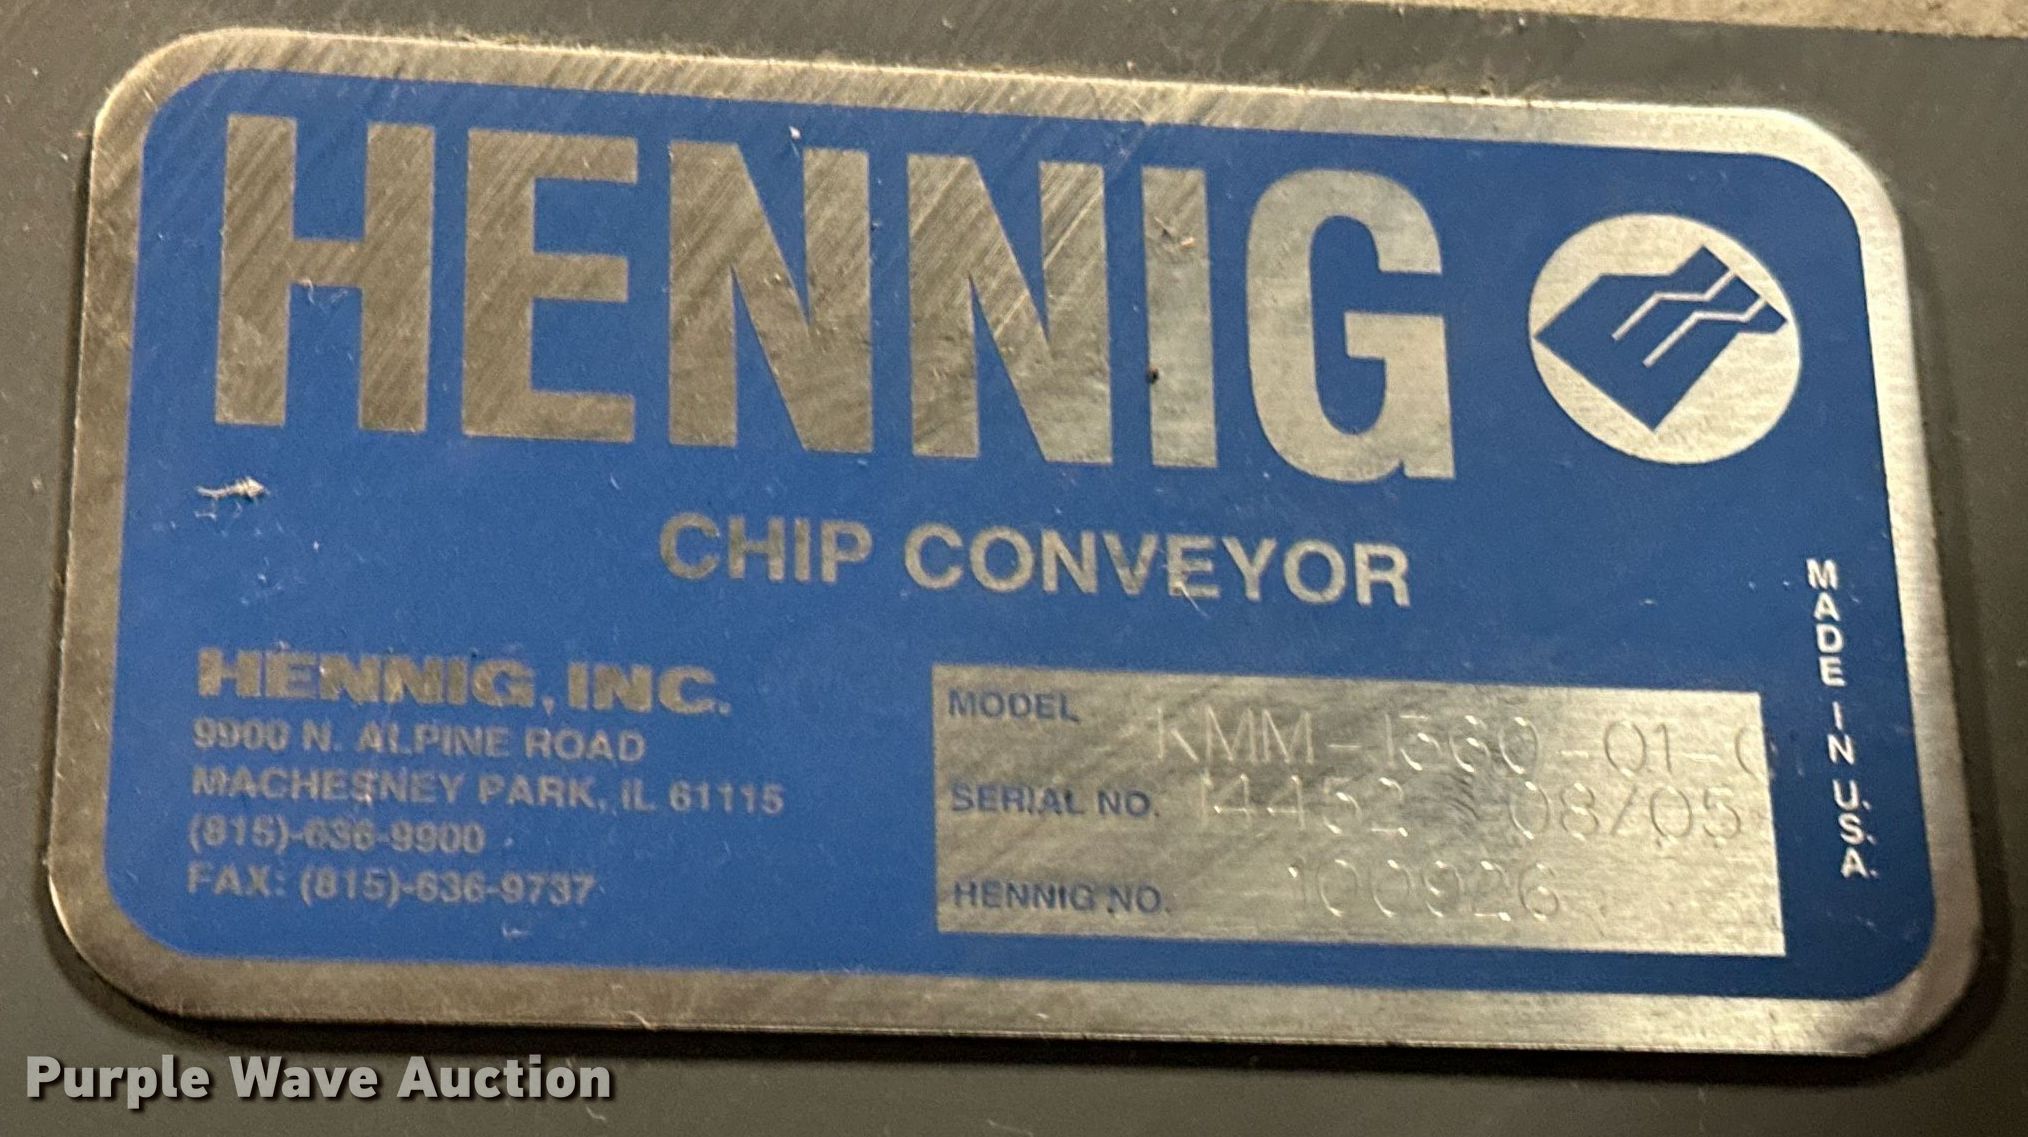 HENNIG
CHIP CONVEYOR
MADE IN U.S.A.
HENNIG, INC.
9900 N. ALPINE ROAD
MACHESNEY PARK, IL 61115
(815)-636-9900
FAX: (815)-636-9737
MODEL
SERIAL NO. 14452 08/05
HENNIG NO. 100926
Purple Wave Auction